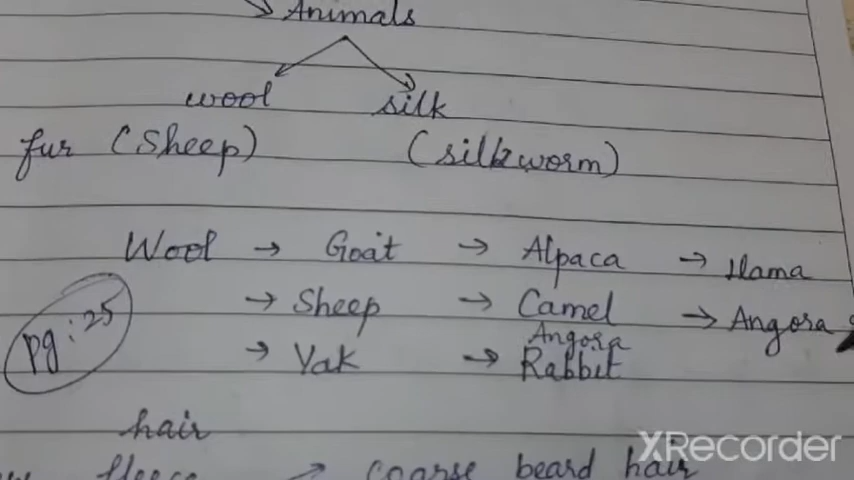 → Animals
wool silk
fur (Sheep) (silkworm)
Wool → Goat → Alpaca → Llama
→ Sheep → Camel → Angora
Angora
→ Yak → Rabbit
pg: 25
hair
fleece → coarse beard hair
XRecorder